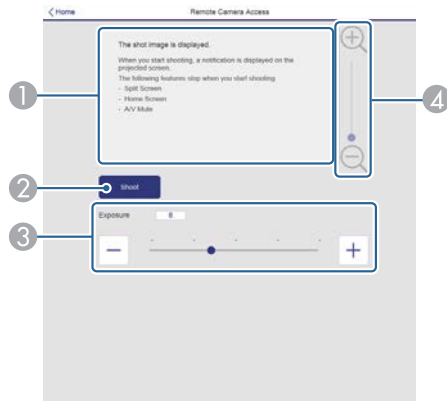 < Home Remote Camera Access
The shot image is displayed.
When you start shooting, a notification is displayed on the
projected screen.
The following features stop when you start shooting
- Split Screen
- Home Screen
- A/V Mute
1
4
2
Shoot
Exposure 8
3